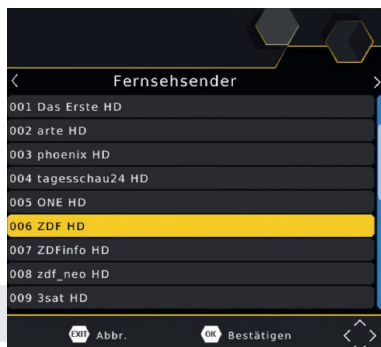 Fernsehsender
001 Das Erste HD
002 arte HD
003 phoenix HD
004 tagesschau24 HD
005 ONE HD
006 ZDF HD
007 ZDFinfo HD
008 zdf_neo HD
009 3sat HD
EXIT Abbr. OK Bestätigen